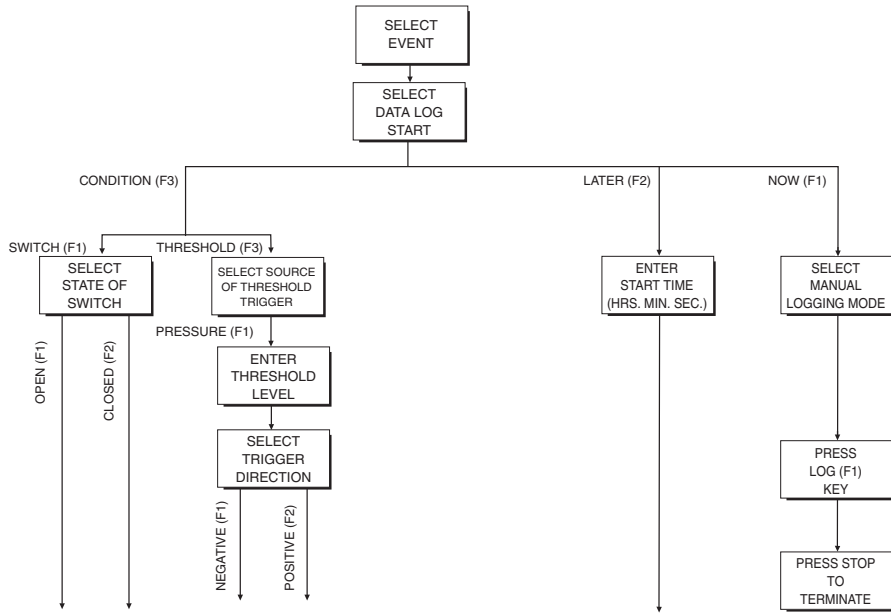 SELECT
EVENT
SELECT
DATA LOG
START
CONDITION (F3)
LATER (F2)
NOW (F1)
SWITCH (F1)
THRESHOLD (F3)
SELECT
STATE OF
SWITCH
SELECT SOURCE
OF THRESHOLD
TRIGGER
ENTER
START TIME
(HRS. MIN. SEC.)
SELECT
MANUAL
LOGGING MODE
OPEN (F1)
CLOSED (F2)
PRESSURE (F1)
ENTER
THRESHOLD
LEVEL
SELECT
TRIGGER
DIRECTION
NEGATIVE (F1)
POSITIVE (F2)
PRESS
LOG (F1)
KEY
PRESS STOP
TO
TERMINATE